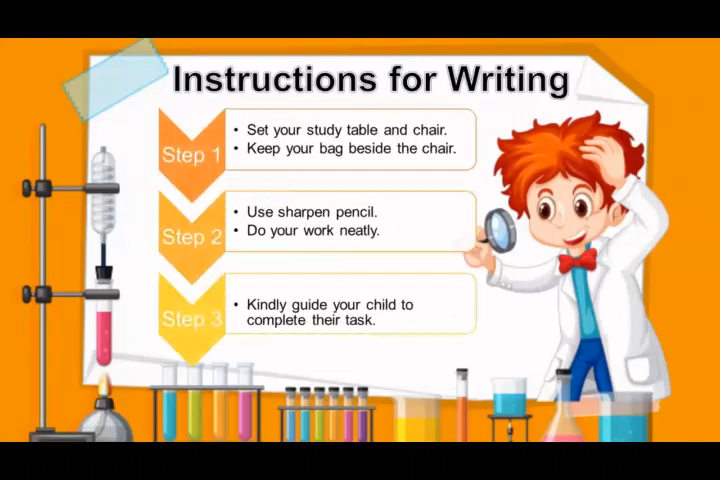 Instructions for Writing
Step 1
• Set your study table and chair.
• Keep your bag beside the chair.
Step 2
• Use sharpen pencil.
• Do your work neatly.
Step 3
• Kindly guide your child to
complete their task.